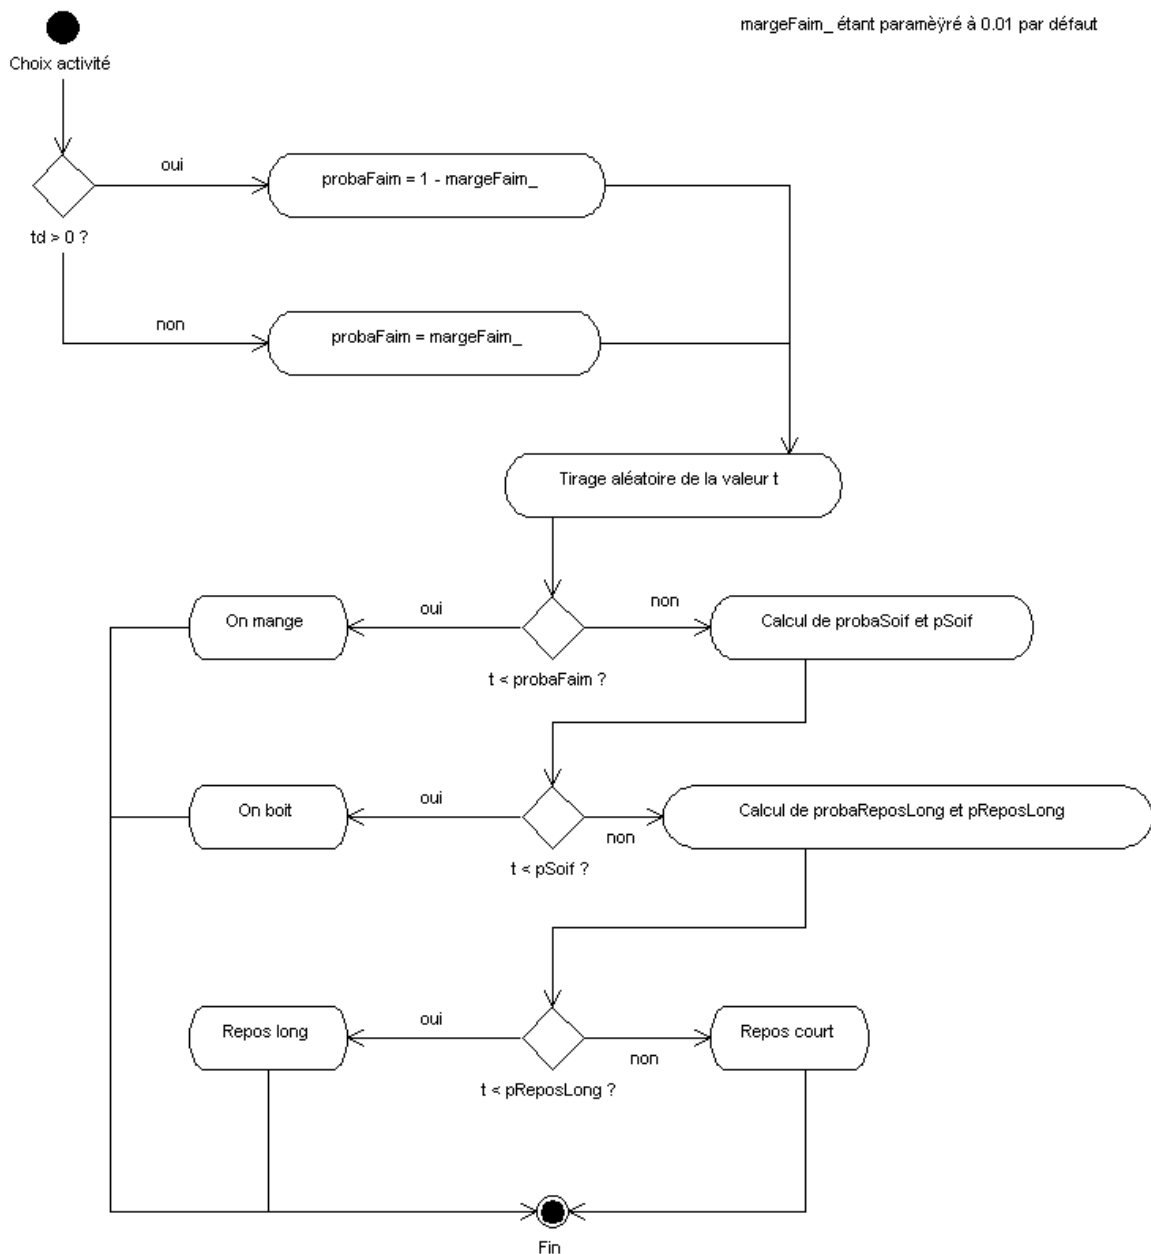 margeFaim_ étant paramèÿré à 0.01 par défaut
Choix activité
oui
probaFaim = 1 - margeFaim_
td > 0 ?
non
probaFaim = margeFaim_
Tirage aléatoire de la valeur t
On mange
oui
non
Calcul de probaSoif et pSoif
t < probaFaim ?
On boit
oui
non
Calcul de probaReposLong et pReposLong
t < pSoif ?
Repos long
oui
non
Repos court
t < pReposLong ?
Fin